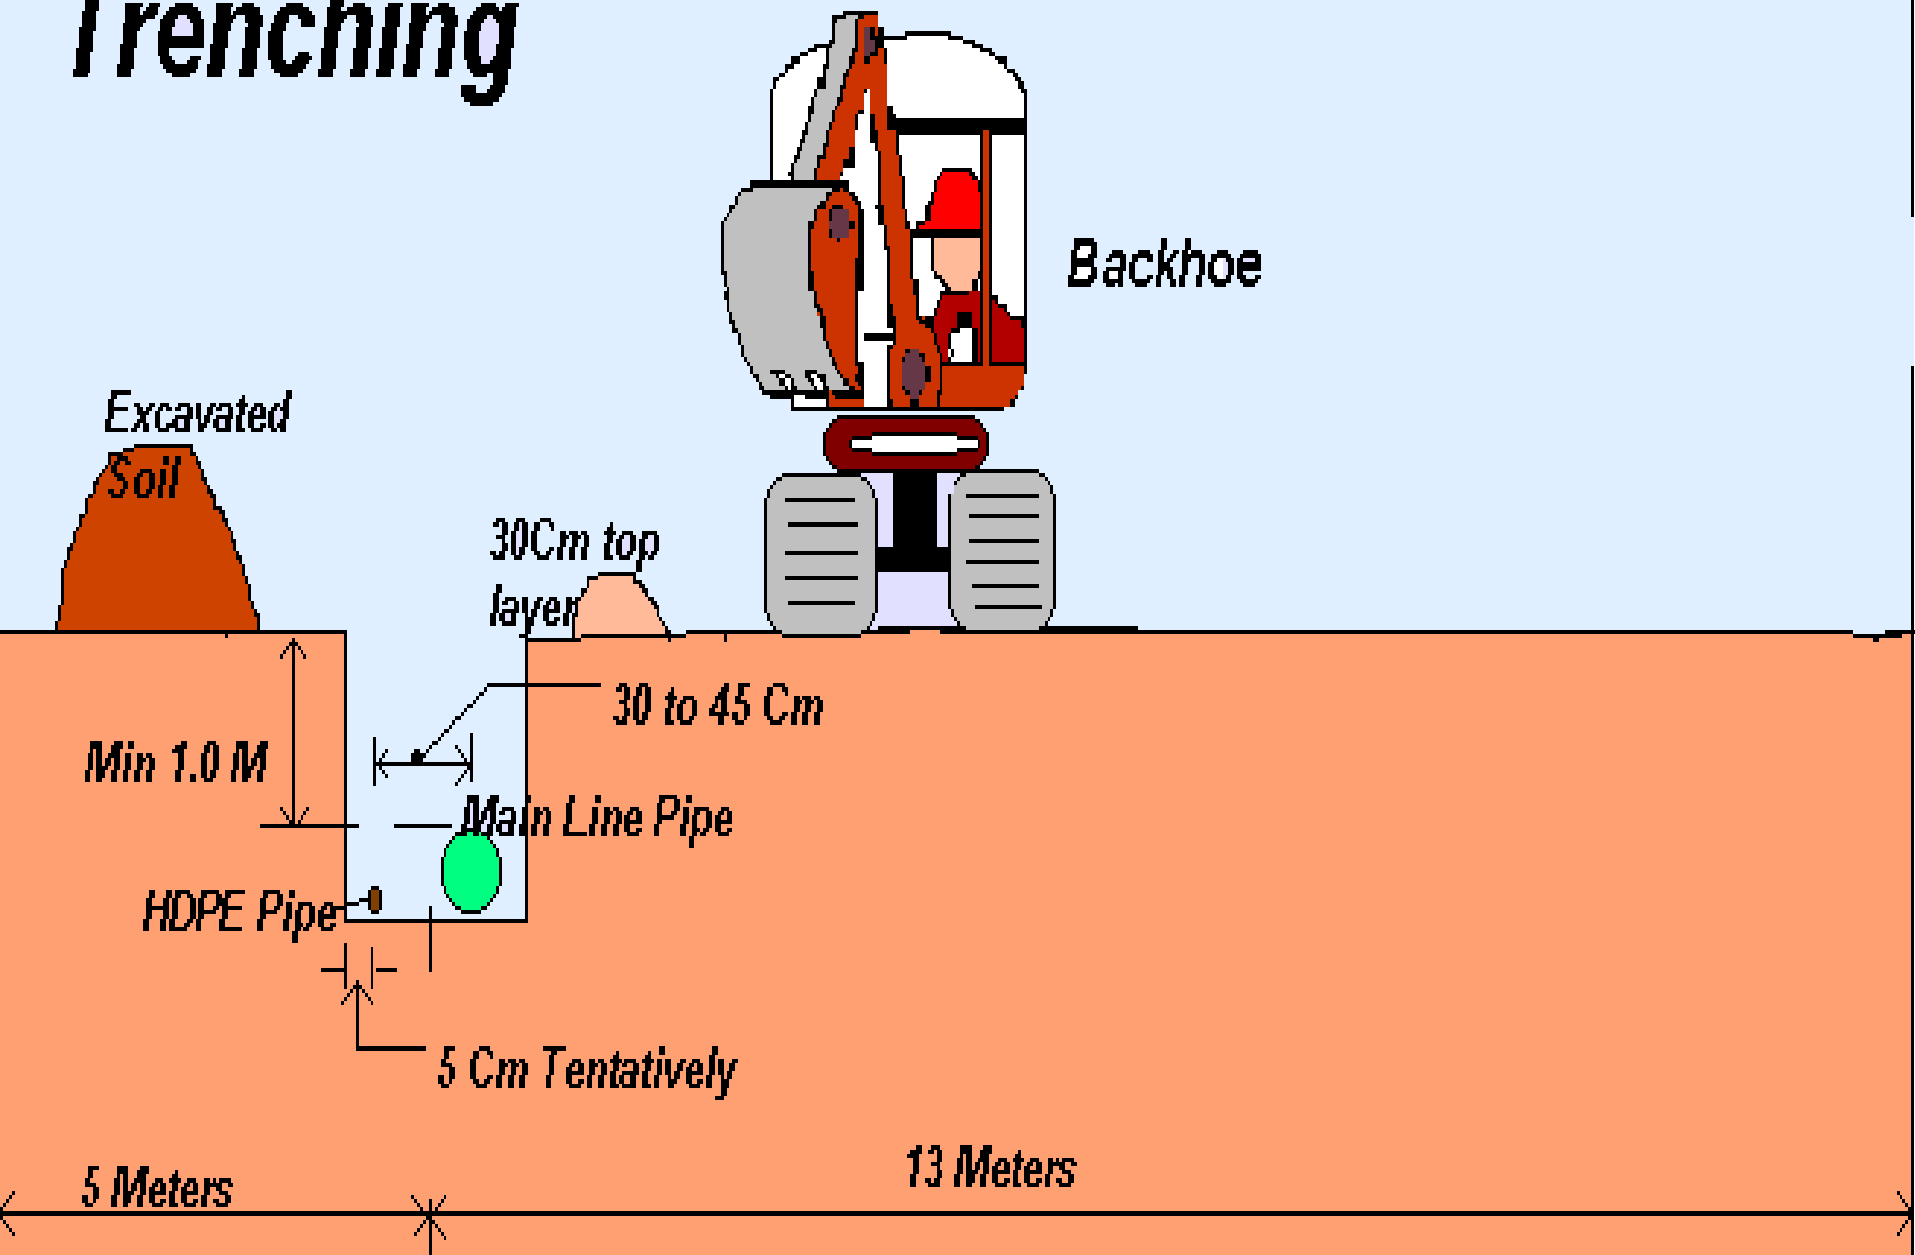 Trenching
Backhoe
Excavated
Soil
30Cm top
layer
30 to 45 Cm
Min 1.0 M
Main Line Pipe
HDPE Pipe
5 Cm Tentatively
5 Meters
13 Meters